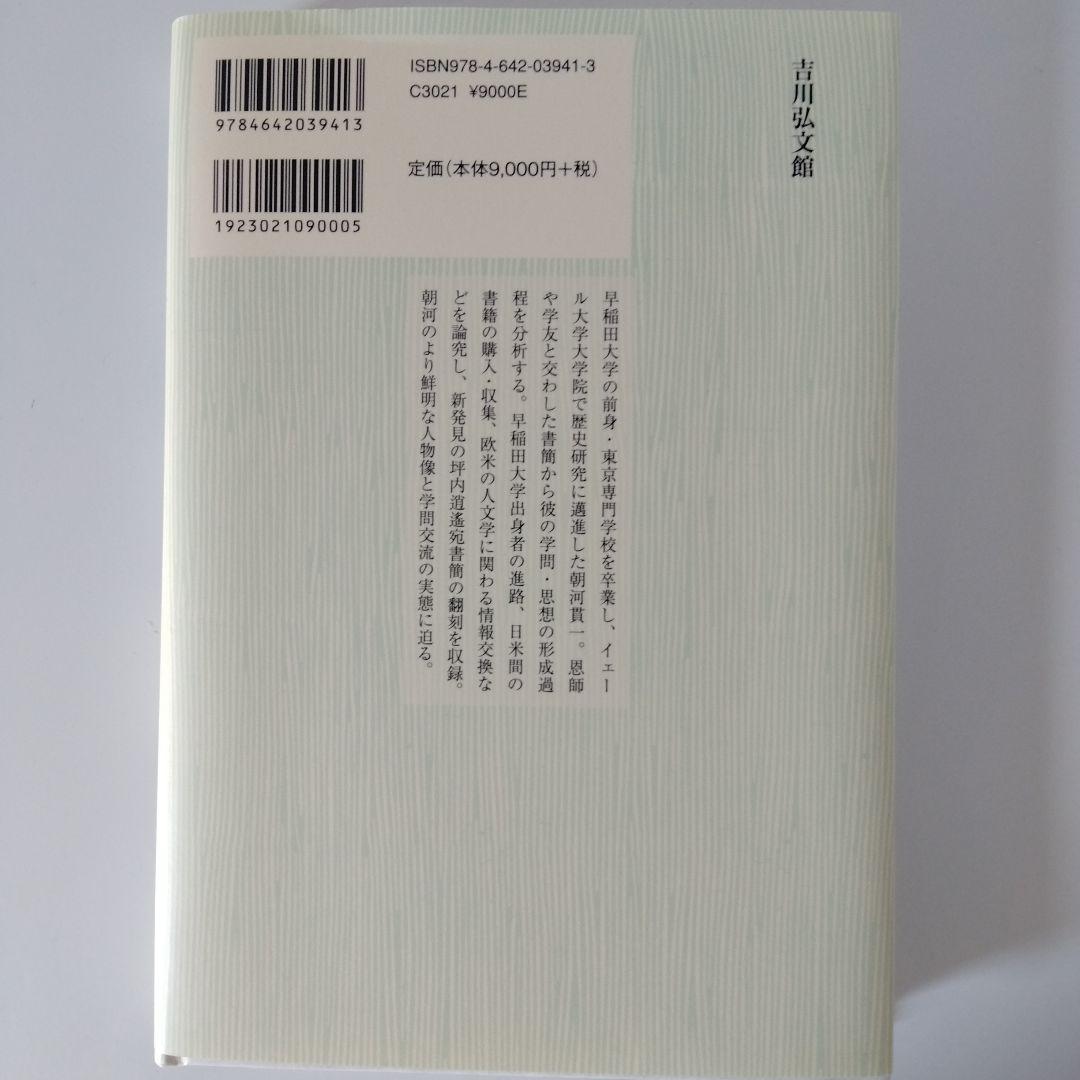 吉川弘文館
ISBN978-4-642-03941-3
C3021 ¥9000E
9784642039413
定価(本体9,000円+税)
1923021090005
早稲田大学の前身・東京専門学校を卒業し、イェー
ル大学大学院で歴史研究に邁進した朝河貫一。恩師
や学友と交わした書簡から彼の学問・思想の形成過
程を分析する。早稲田大学出身者の進路、日米間の
書籍の購入・収集、欧米の人文学に関わる情報交換な
どを論究し、新発見の坪内逍遙宛書簡の翻刻を収録。
朝河のより鮮明な人物像と学問交流の実態に迫る。